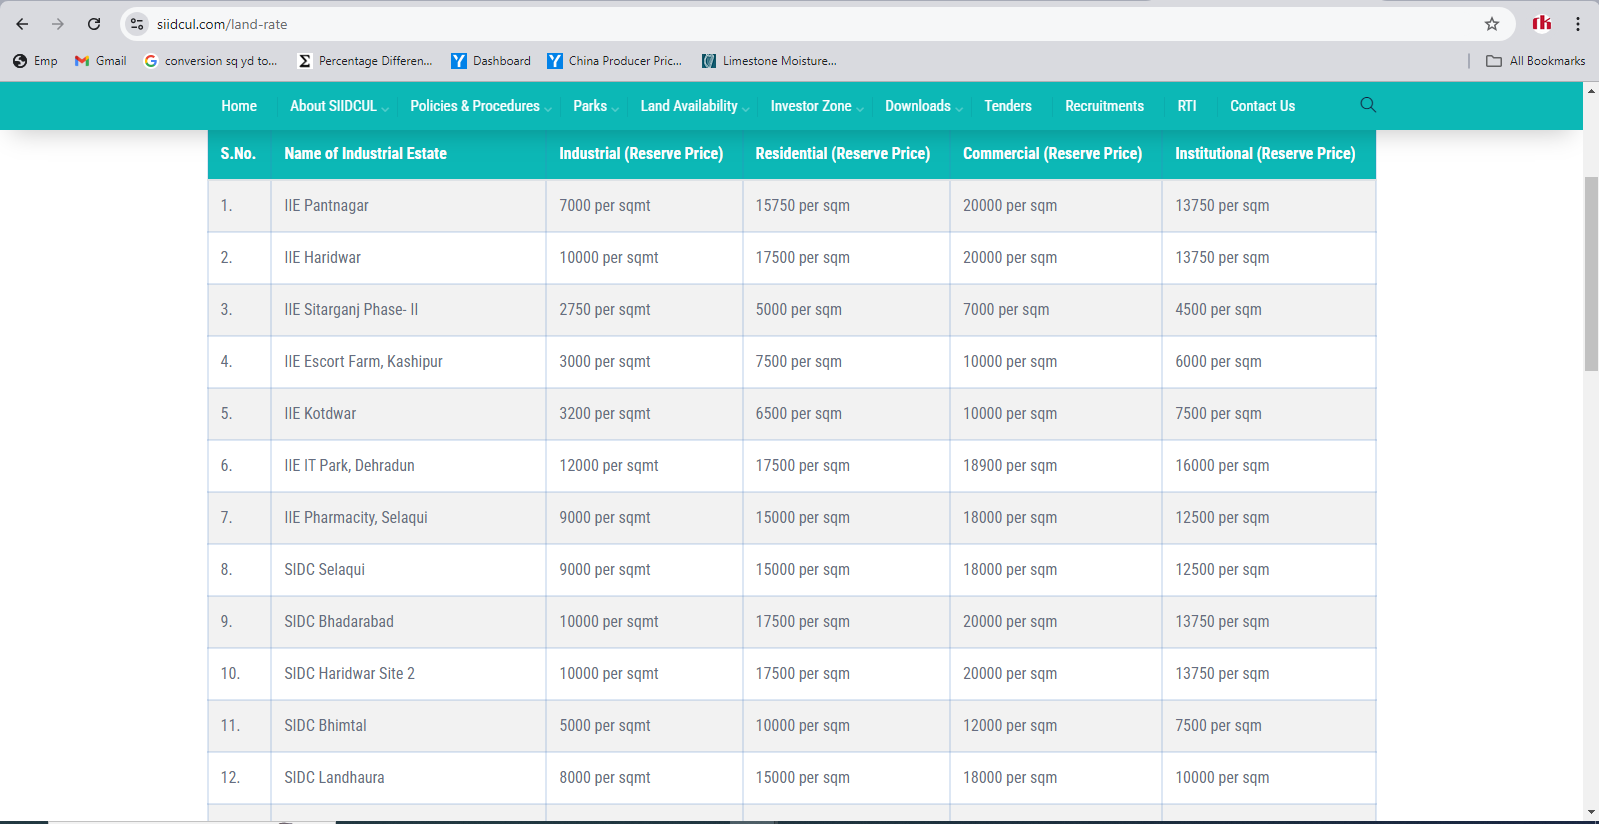 siidcul.com/land-rate
Emp Gmail conversion sq yd to... Percentage Differen... Dashboard China Producer Pric... Limestone Moisture... All Bookmarks
Home About SIIDCUL Policies & Procedures Parks Land Availability Investor Zone Downloads Tenders Recruitments RTI Contact Us
S.No. Name of Industrial Estate Industrial (Reserve Price) Residential (Reserve Price) Commercial (Reserve Price) Institutional (Reserve Price)
1. IIE Pantnagar 7000 per sqmt 15750 per sqm 20000 per sqm 13750 per sqm
2. IIE Haridwar 10000 per sqmt 17500 per sqm 20000 per sqm 13750 per sqm
3. IIE Sitarganj Phase- II 2750 per sqmt 5000 per sqm 7000 per sqm 4500 per sqm
4. IIE Escort Farm, Kashipur 3000 per sqmt 7500 per sqm 10000 per sqm 6000 per sqm
5. IIE Kotdwar 3200 per sqmt 6500 per sqm 10000 per sqm 7500 per sqm
6. IIE IT Park, Dehradun 12000 per sqmt 17500 per sqm 18900 per sqm 16000 per sqm
7. IIE Pharmacity, Selaqui 9000 per sqmt 15000 per sqm 18000 per sqm 12500 per sqm
8. SIDC Selaqui 9000 per sqmt 15000 per sqm 18000 per sqm 12500 per sqm
9. SIDC Bhadarabad 10000 per sqmt 17500 per sqm 20000 per sqm 13750 per sqm
10. SIDC Haridwar Site 2 10000 per sqmt 17500 per sqm 20000 per sqm 13750 per sqm
11. SIDC Bhimtal 5000 per sqmt 10000 per sqm 12000 per sqm 7500 per sqm
12. SIDC Landhaura 8000 per sqmt 15000 per sqm 18000 per sqm 10000 per sqm